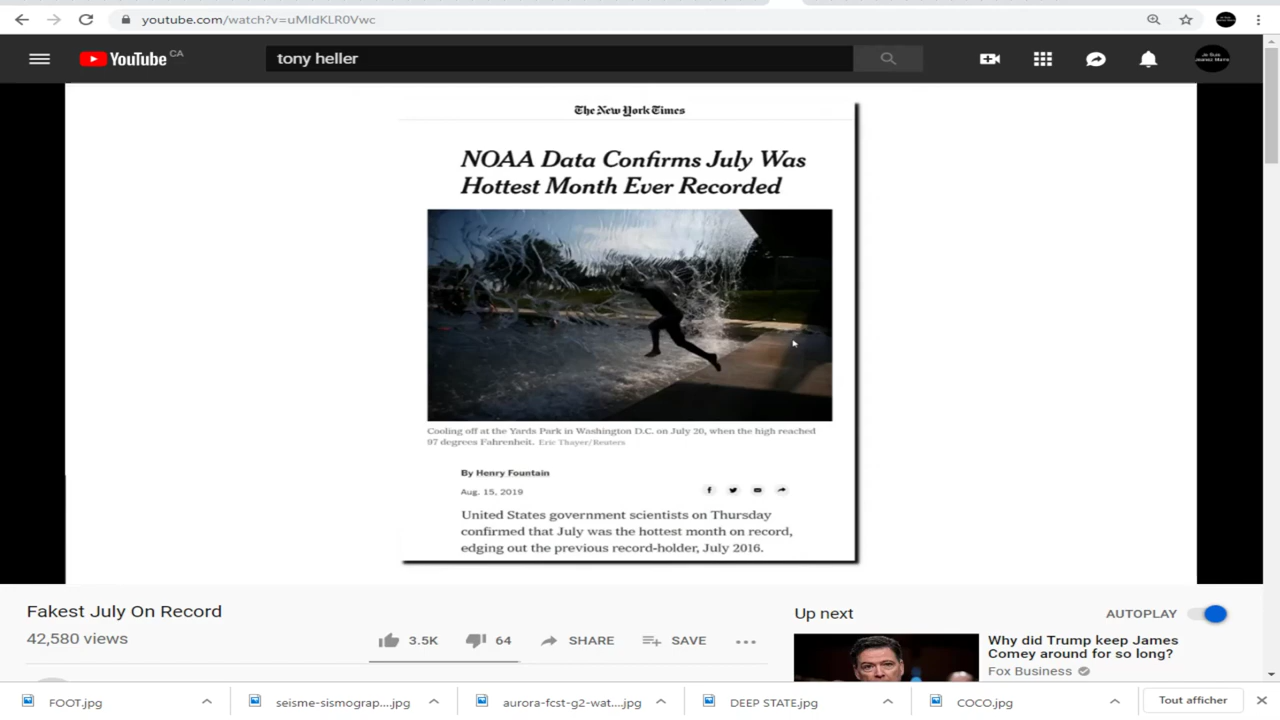 youtube.com/watch?v=uMIdKLR0Vwc
YouTube CA
tony heller
The New York Times
NOAA Data Confirms July Was
Hottest Month Ever Recorded
Cooling off at the Yards Park in Washington D.C. on July 20, when the high reached
97 degrees Fahrenheit. Eric Thayer/Reuters
By Henry Fountain
Aug. 15, 2019
United States government scientists on Thursday
confirmed that July was the hottest month on record,
edging out the previous record-holder, July 2016.
Fakest July On Record
42,580 views
3.5K
64
SHARE
SAVE
Up next
AUTOPLAY
Why did Trump keep James
Comey around for so long?
Fox Business
FOOT.jpg
seisme-sismograp....jpg
aurora-fcst-g2-wat....jpg
DEEP STATE.jpg
COCO.jpg
Tout afficher